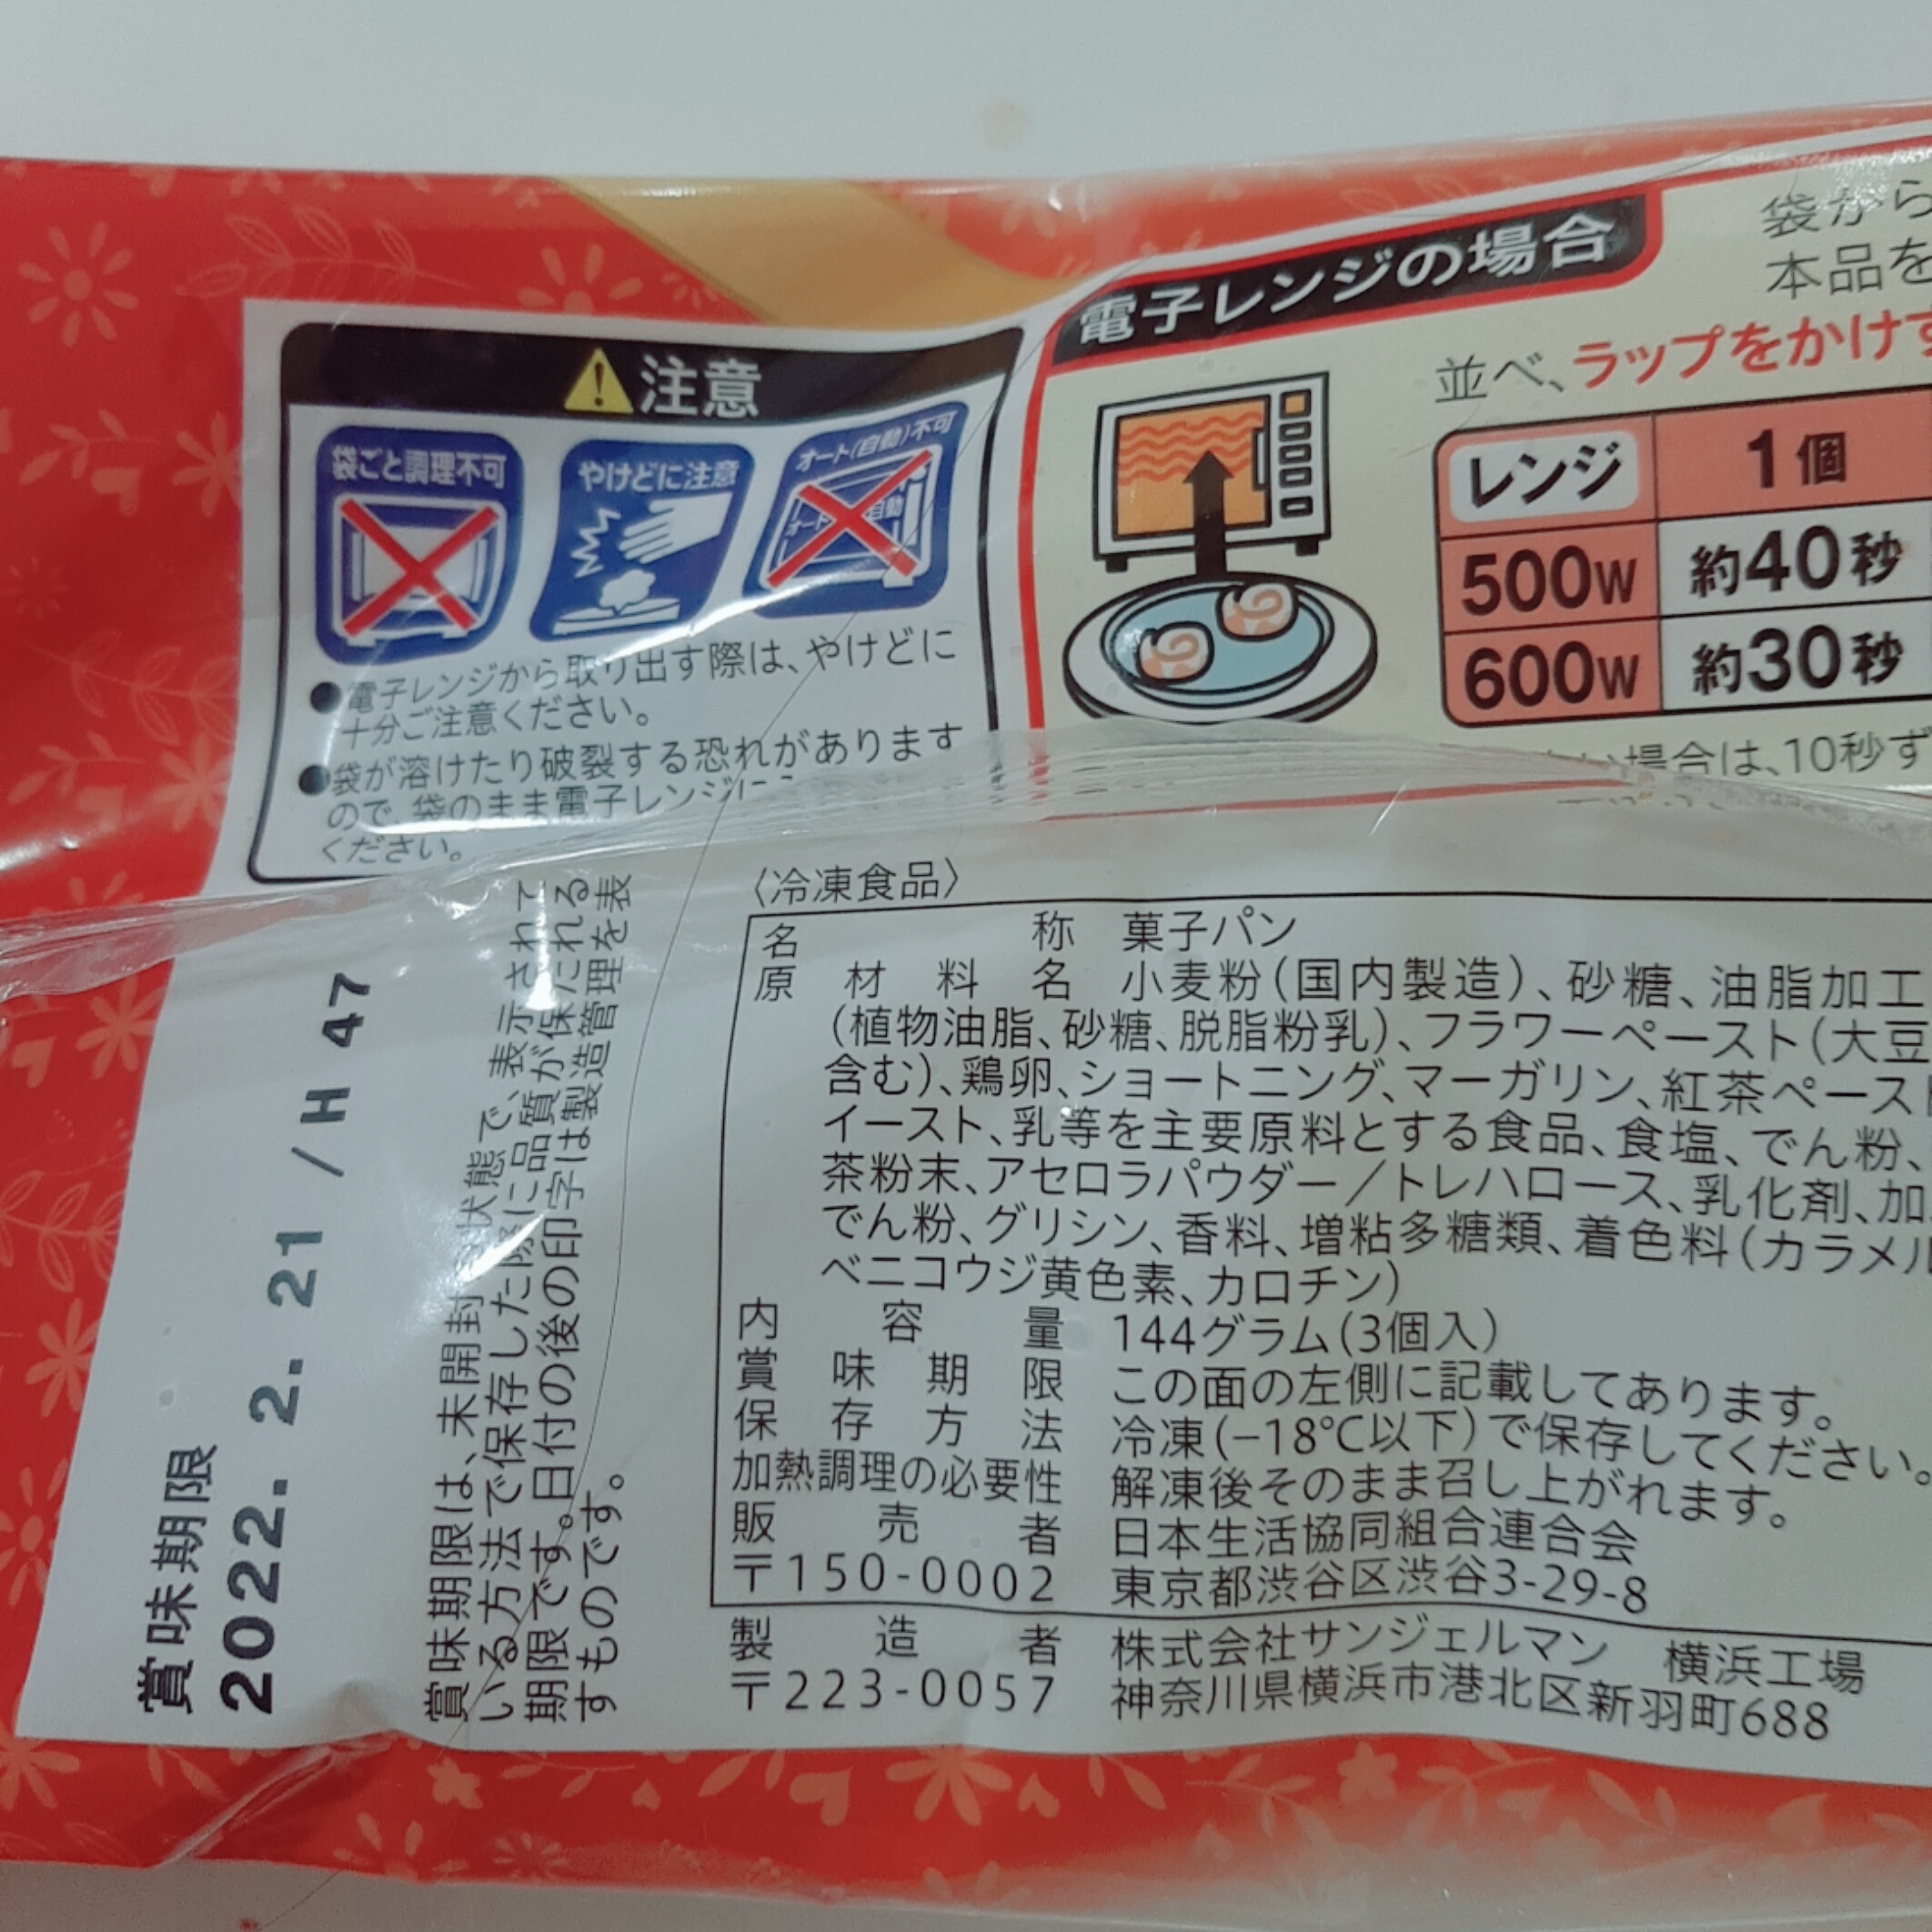 注意
袋ごと調理不可
やけどに注意
オート(自動)不可
オート 自動
●電子レンジから取り出す際は、やけどに
十分ご注意ください。
●袋が溶けたり破裂する恐れがあります
ので、袋のまま電子レンジに
ください。
電子レンジの場合
袋から
本品を
並べ、ラップをかけず
レンジ 1個
500W 約40秒
600W 約30秒
場合は、10秒ず
賞味期限
2022. 2. 21 /H 47
賞味期限は、未開封の状態で、表示されて
いる方法で保存した際に品質が保たれる
期限です。日付の後の印字は製造管理を表
すものです。
〈冷凍食品〉
名称 菓子パン
原材料名 小麦粉(国内製造)、砂糖、油脂加工
(植物油脂、砂糖、脱脂粉乳)、フラワーペースト(大豆
含む)、鶏卵、ショートニング、マーガリン、紅茶ペースト
イースト、乳等を主要原料とする食品、食塩、でん粉、
茶粉末、アセロラパウダー／トレハロース、乳化剤、加
でん粉、グリシン、香料、増粘多糖類、着色料(カラメル
ベニコウジ黄色素、カロチン)
内容量 144グラム(3個入)
賞味期限 この面の左側に記載してあります。
保存方法 冷凍(−18℃以下)で保存してください。
加熱調理の必要性 解凍後そのまま召し上がれます。
販売者 日本生活協同組合連合会
〒150-0002 東京都渋谷区渋谷3-29-8
製造者 株式会社サンジェルマン 横浜工場
〒223-0057 神奈川県横浜市港北区新羽町688